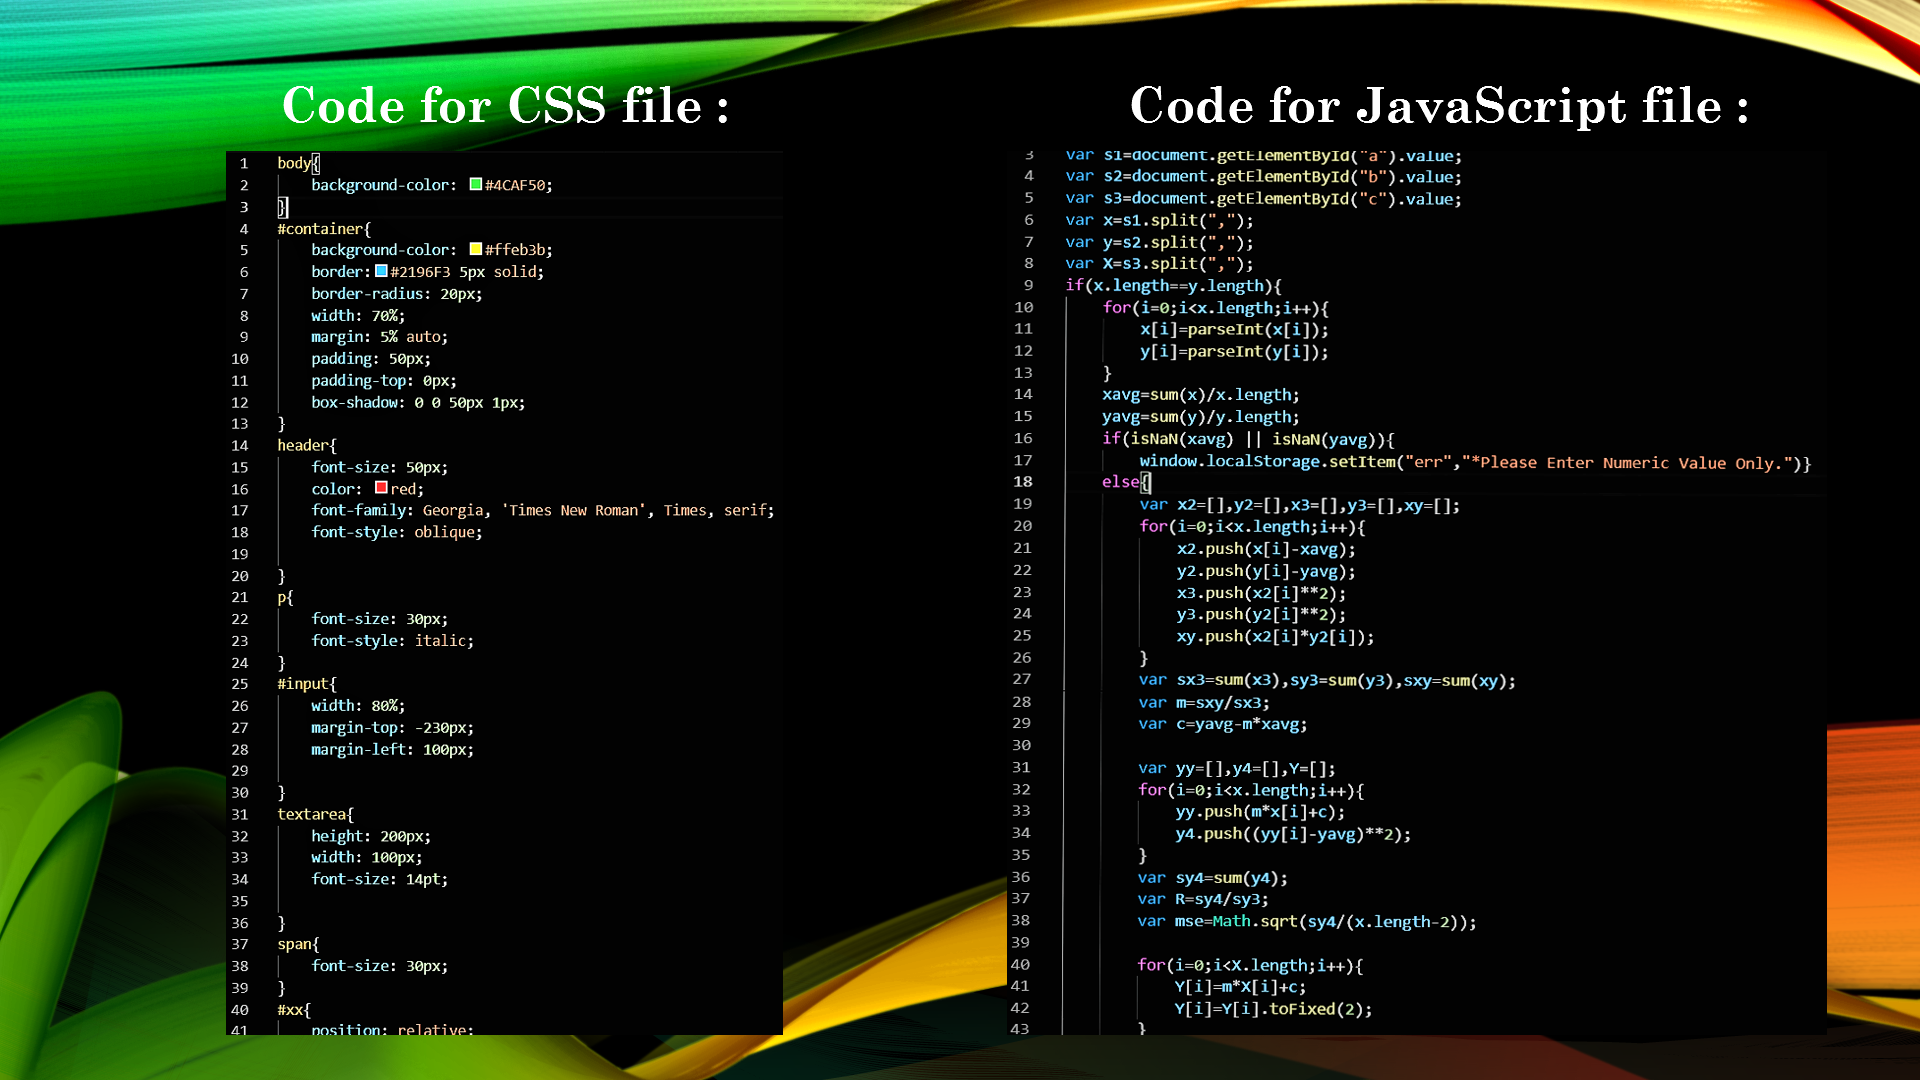 Code for CSS file :
1 body{
2 background-color: #4CAF50;
3 }
4 #container{
5 background-color: #ffeb3b;
6 border: #2196F3 5px solid;
7 border-radius: 20px;
8 width: 70%;
9 margin: 5% auto;
10 padding: 50px;
11 padding-top: 0px;
12 box-shadow: 0 0 50px 1px;
13 }
14 header{
15 font-size: 50px;
16 color: red;
17 font-family: Georgia, 'Times New Roman', Times, serif;
18 font-style: oblique;
19
20 }
21 p{
22 font-size: 30px;
23 font-style: italic;
24 }
25 #input{
26 width: 80%;
27 margin-top: -230px;
28 margin-left: 100px;
29
30 }
31 textarea{
32 height: 200px;
33 width: 100px;
34 font-size: 14pt;
35
36 }
37 span{
38 font-size: 30px;
39 }
40 #xx{
41 position: relative;
Code for JavaScript file :
3 var s1=document.getElementById("a").value;
4 var s2=document.getElementById("b").value;
5 var s3=document.getElementById("c").value;
6 var x=s1.split(",");
7 var y=s2.split(",");
8 var X=s3.split(",");
9 if(x.length==y.length){
10 for(i=0;i<x.length;i++){
11 x[i]=parseInt(x[i]);
12 y[i]=parseInt(y[i]);
13 }
14 xavg=sum(x)/x.length;
15 yavg=sum(y)/y.length;
16 if(isNaN(xavg) || isNaN(yavg)){
17 window.localStorage.setItem("err","*Please Enter Numeric Value Only.")}
18 else{
19 var x2=[],y2=[],x3=[],y3=[],xy=[];
20 for(i=0;i<x.length;i++){
21 x2.push(x[i]-xavg);
22 y2.push(y[i]-yavg);
23 x3.push(x2[i]**2);
24 y3.push(y2[i]**2);
25 xy.push(x2[i]*y2[i]);
26 }
27 var sx3=sum(x3),sy3=sum(y3),sxy=sum(xy);
28 var m=sxy/sx3;
29 var c=yavg-m*xavg;
30
31 var yy=[],y4=[],Y=[];
32 for(i=0;i<x.length;i++){
33 yy.push(m*x[i]+c);
34 y4.push((yy[i]-yavg)**2);
35 }
36 var sy4=sum(y4);
37 var R=sy4/sy3;
38 var mse=Math.sqrt(sy4/(x.length-2));
39
40 for(i=0;i<X.length;i++){
41 Y[i]=m*X[i]+c;
42 Y[i]=Y[i].toFixed(2);
43 }